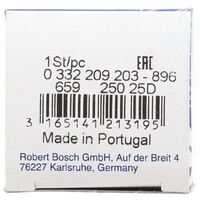 1St/pc EAC
0 332 209 203 - 896
659 250 25D
3 165141 213195
Made in Portugal
Robert Bosch GmbH, Auf der Breit 4
76227 Karlsruhe, Germany